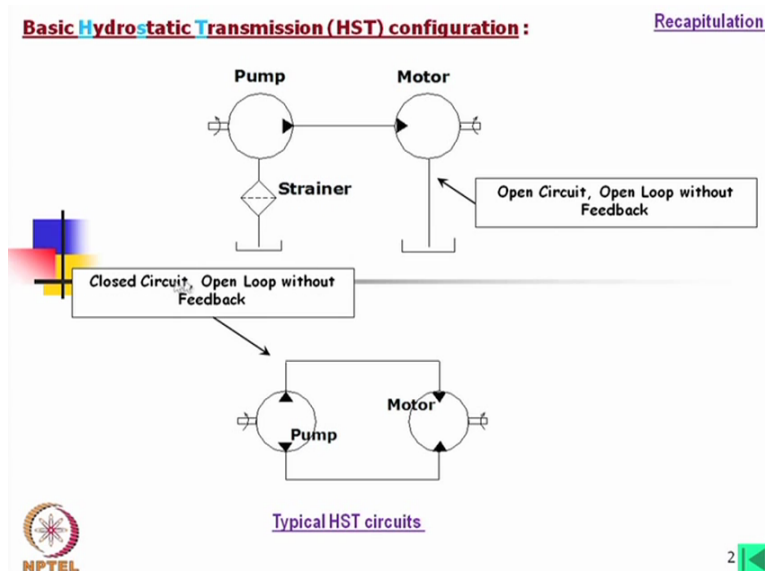 Basic Hydrostatic Transmission (HST) configuration :
Recapitulation
Pump
Motor
Strainer
Open Circuit, Open Loop without
Feedback
Closed Circuit, Open Loop without
Feedback
Motor
Pump
Typical HST circuits
NPTEL
2